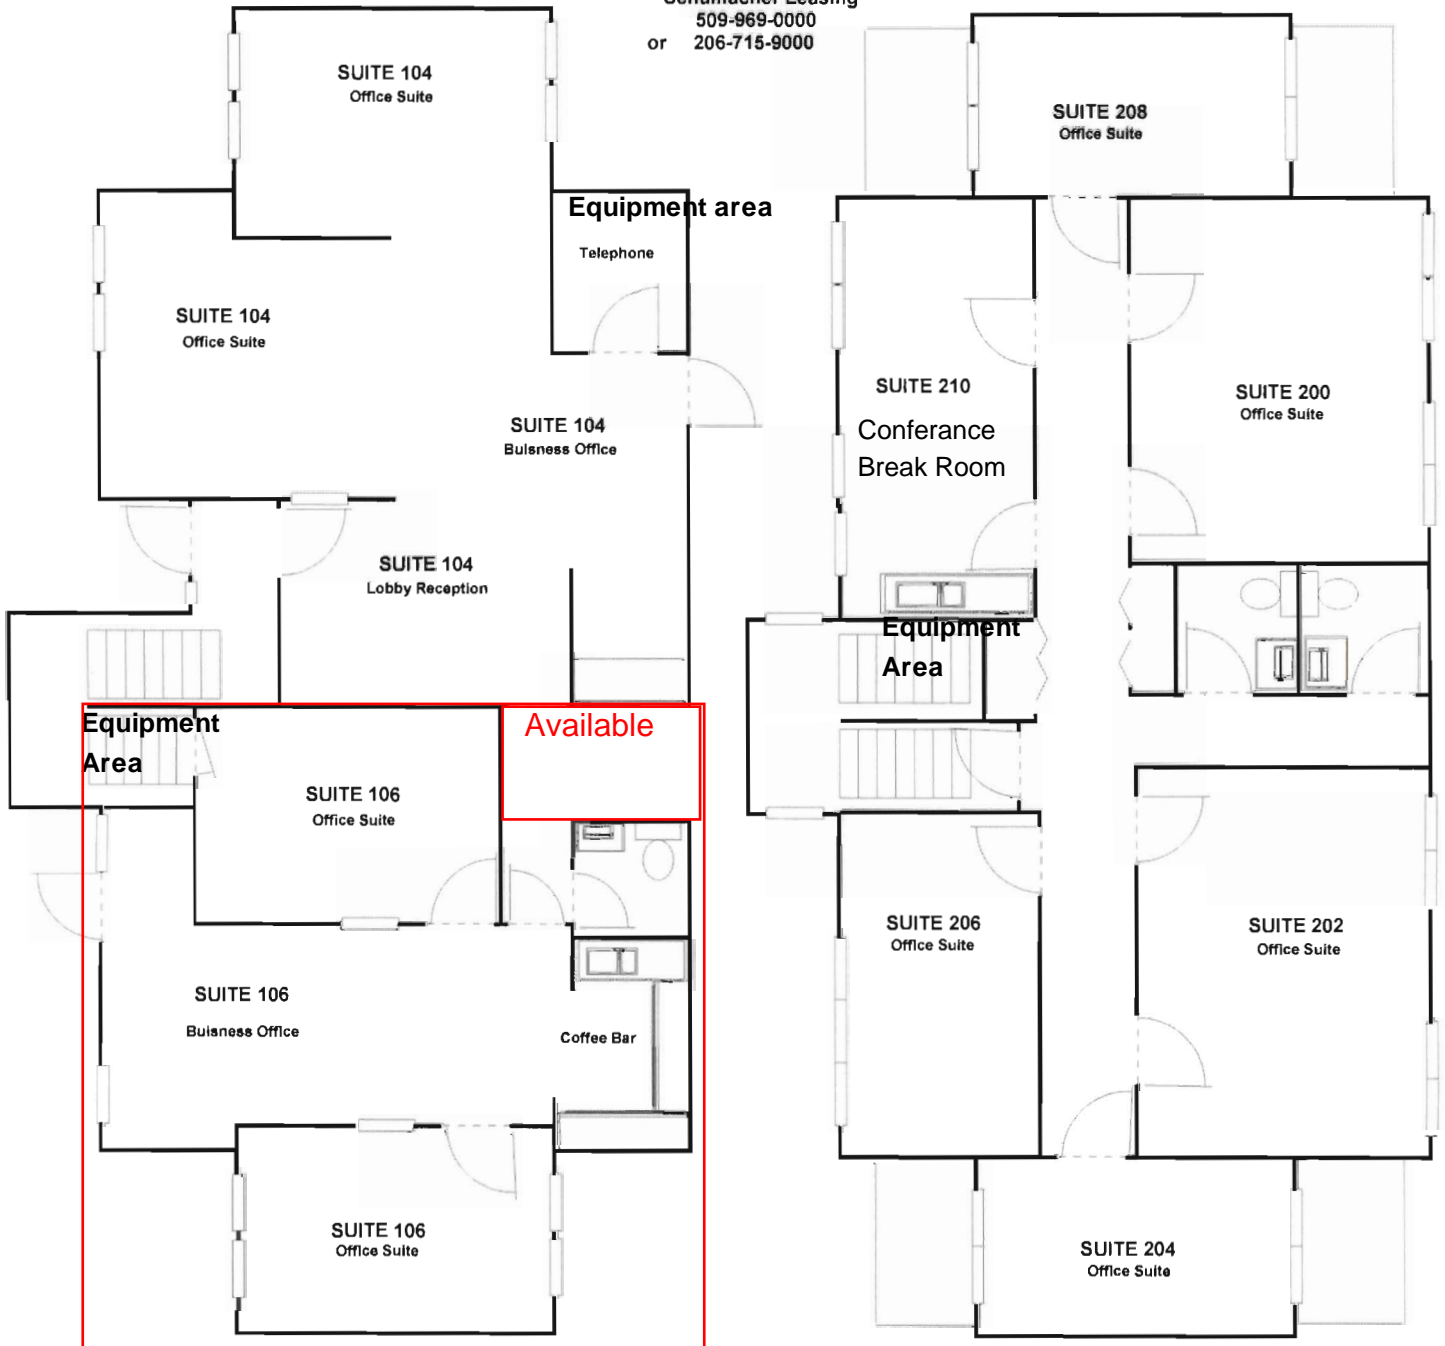 Schumacher Leasing
509-969-0000
or 206-715-9000
SUITE 104
Office Suite
Equipment area
Telephone
SUITE 104
Office Suite
SUITE 104
Buisness Office
SUITE 104
Lobby Reception
Equipment
Area
Available
SUITE 106
Office Suite
SUITE 106
Buisness Office
Coffee Bar
SUITE 106
Office Suite
SUITE 208
Office Suite
SUITE 210
Conferance
Break Room
SUITE 200
Office Suite
Equipment
Area
SUITE 206
Office Suite
SUITE 202
Office Suite
SUITE 204
Office Suite